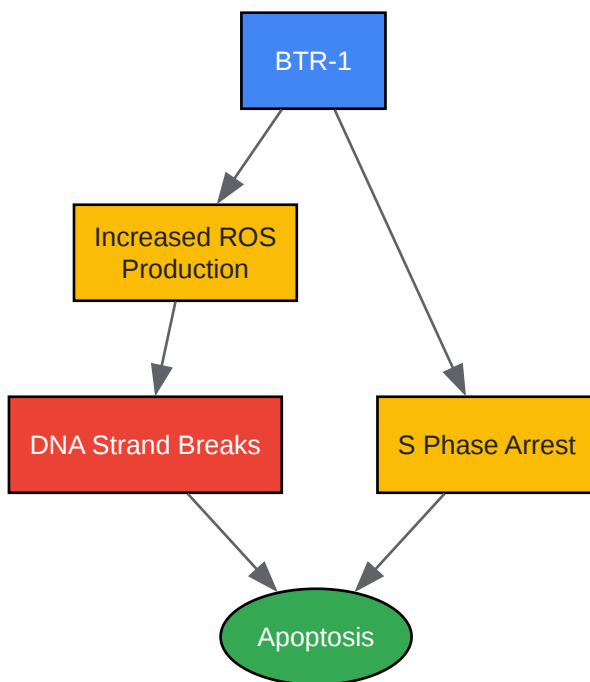 BTR-1
Increased ROS
Production
DNA Strand Breaks
S Phase Arrest
Apoptosis